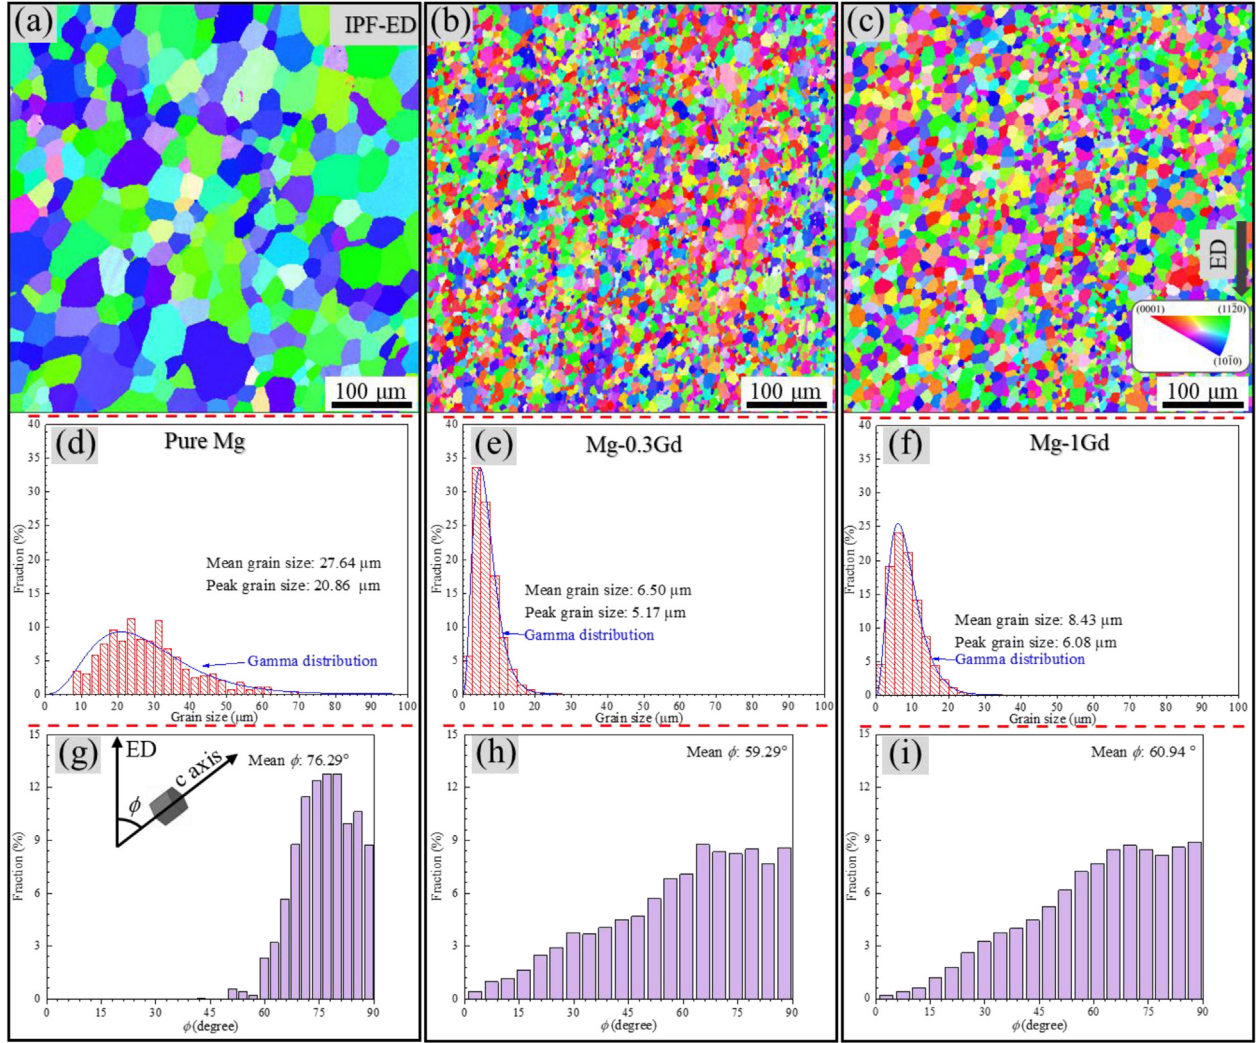 (a)
IPF-ED
100 µm
(b)
100 µm
(c)
ED
(0001)
(112̄0)
(101̄0)
100 µm
(d)
Pure Mg
40
35
30
25
20
15
10
5
0
Fraction (%)
Mean grain size: 27.64 µm
Peak grain size: 20.86 µm
Gamma distribution
0 10 20 30 40 50 60 70 80 90 100
Grain size (µm)
(e)
Mg-0.3Gd
40
35
30
25
20
15
10
5
0
Mean grain size: 6.50 µm
Peak grain size: 5.17 µm
Gamma distribution
0 10 20 30 40 50 60 70 80 90 100
Grain size (µm)
(f)
Mg-1Gd
40
35
30
25
20
15
10
5
0
Fraction (%)
Mean grain size: 8.43 µm
Peak grain size: 6.08 µm
Gamma distribution
0 10 20 30 40 50 60 70 80 90 100
Grain size (µm)
(g)
ED
c axis
ϕ
Mean ϕ: 76.29°
15
12
9
6
3
0
Fraction (%)
0 15 30 45 60 75 90
ϕ (degree)
(h)
Mean ϕ: 59.29°
15
12
9
6
3
0
Fraction (%)
0 15 30 45 60 75 90
ϕ (degree)
(i)
Mean ϕ: 60.94 °
15
12
9
6
3
0
Fraction (%)
0 15 30 45 60 75 90
ϕ (degree)